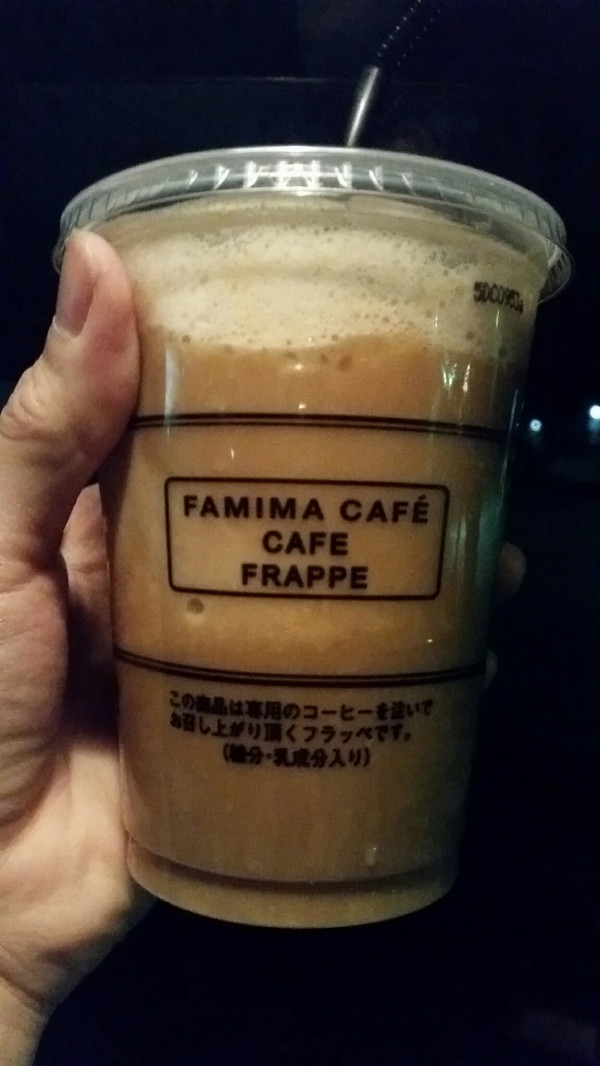 FAMIMA CAFÉ
CAFE
FRAPPE
この商品は専用のコーヒーを注いで
お召し上がり頂くフラッペです。
(糖分・乳成分入り)